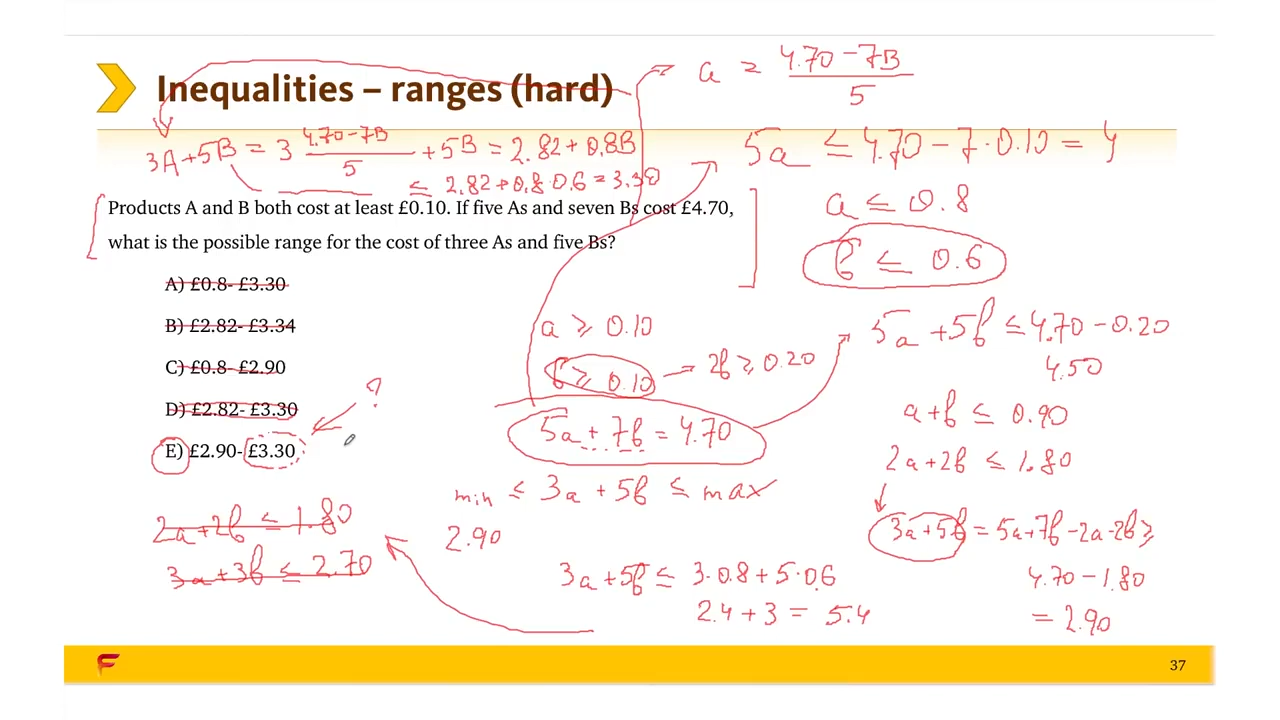 Inequalities – ranges (hard)
a = 4.70 - 7B / 5
3A + 5B = 3 4.70 - 7B / 5 + 5B = 2.82 + 0.8B
≤ 2.82 + 0.8 · 0.6 = 3.30
5a ≤ 4.70 - 7 · 0.10 = 4
a ≤ 0.8
b ≤ 0.6
Products A and B both cost at least £0.10. If five As and seven Bs cost £4.70,
what is the possible range for the cost of three As and five Bs?
A) £0.8- £3.30
B) £2.82- £3.34
C) £0.8- £2.90
D) £2.82- £3.30
E) £2.90- £3.30
?
a ≥ 0.10
b ≥ 0.10 → 2b ≥ 0.20
5a + 7b = 4.70
min ≤ 3a + 5b ≤ max
2.90
3a + 5b ≤ 3 · 0.8 + 5 · 0.6
2.4 + 3 = 5.4
5a + 5b ≤ 4.70 - 0.20
4.50
a + b ≤ 0.90
2a + 2b ≤ 1.80
3a + 5b = 5a + 7b - 2a - 2b ≥
4.70 - 1.80
= 2.90
2a + 2b ≤ 1.80
3a + 3b ≤ 2.70
37